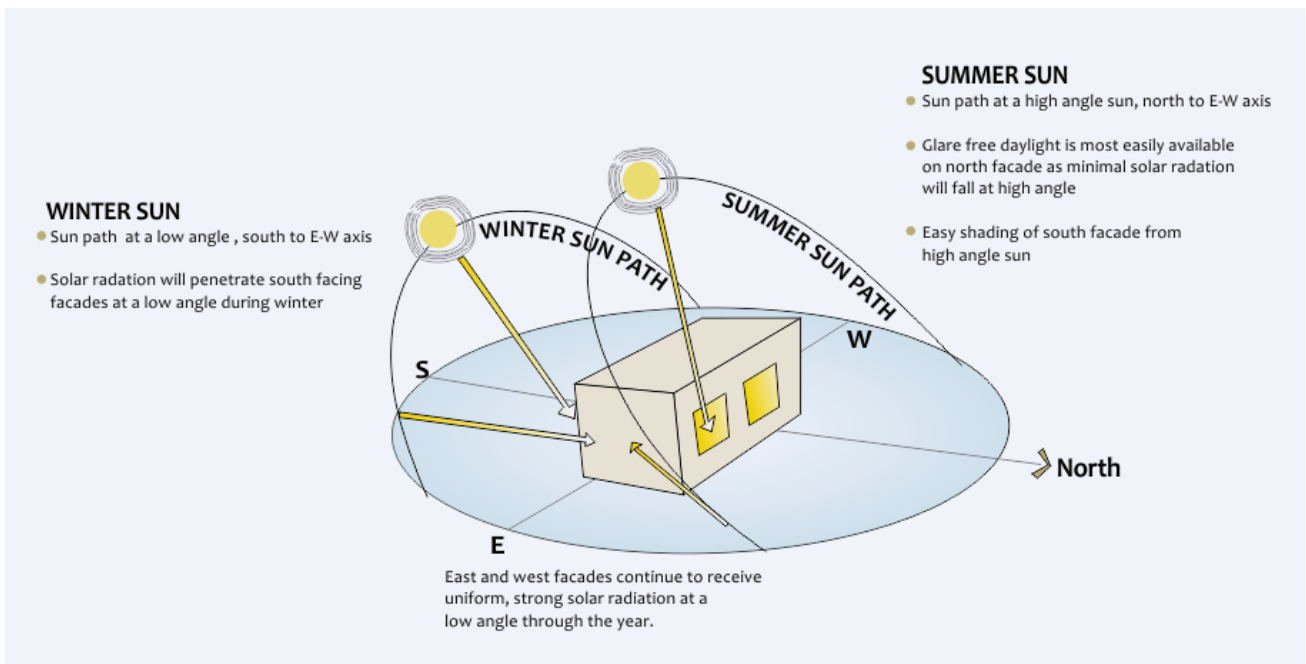 SUMMER SUN
Sun path at a high angle sun, north to E-W axis
Glare free daylight is most easily available
on north facade as minimal solar radation
will fall at high angle
Easy shading of south facade from
high angle sun
WINTER SUN
Sun path at a low angle , south to E-W axis
Solar radation will penetrate south facing
facades at a low angle during winter
WINTER SUN PATH
SUMMER SUN PATH
S
W
North
E
East and west facades continue to receive
uniform, strong solar radiation at a
low angle through the year.